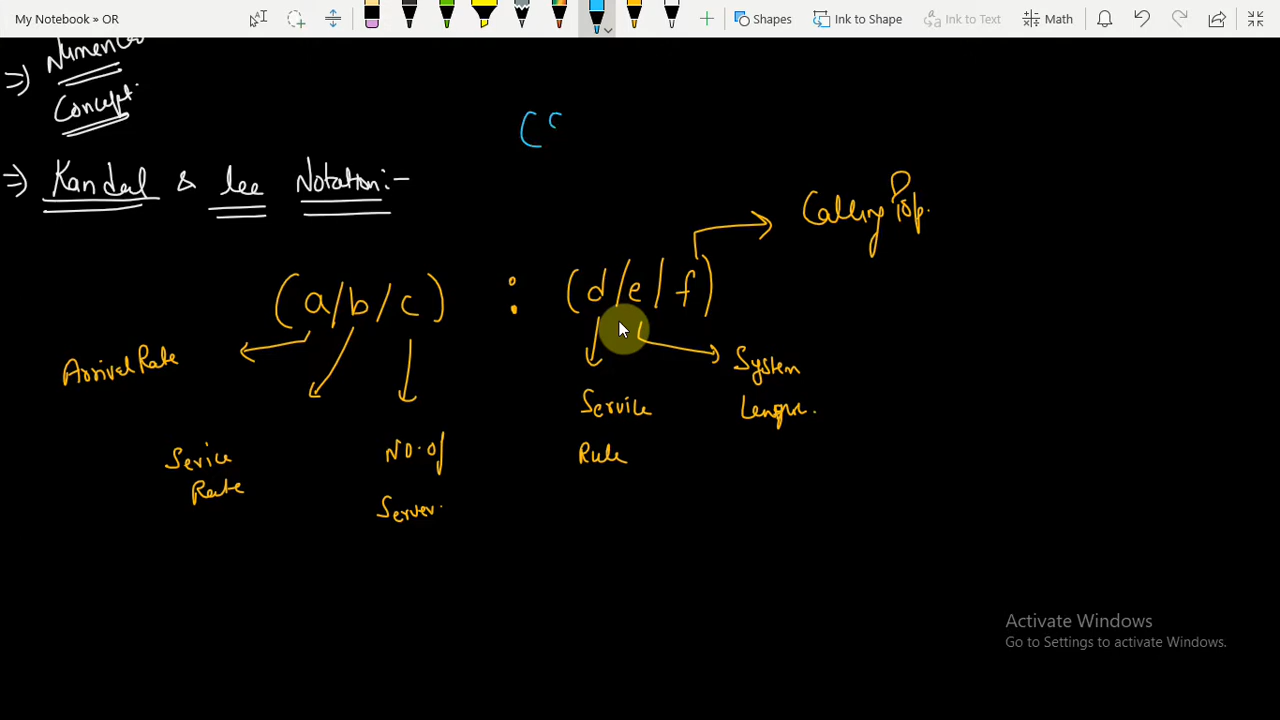 My Notebook » OR
Shapes
Ink to Shape
Ink to Text
Math
=> Numerical
Concept.
=> Kandal & lee Notation:-
Calling Pop.
(a/b/c) : (d/e/f)
Arrival Rate
System
Length.
Service
Rule
Service
Rate
No. of
Server.
Activate Windows
Go to Settings to activate Windows.